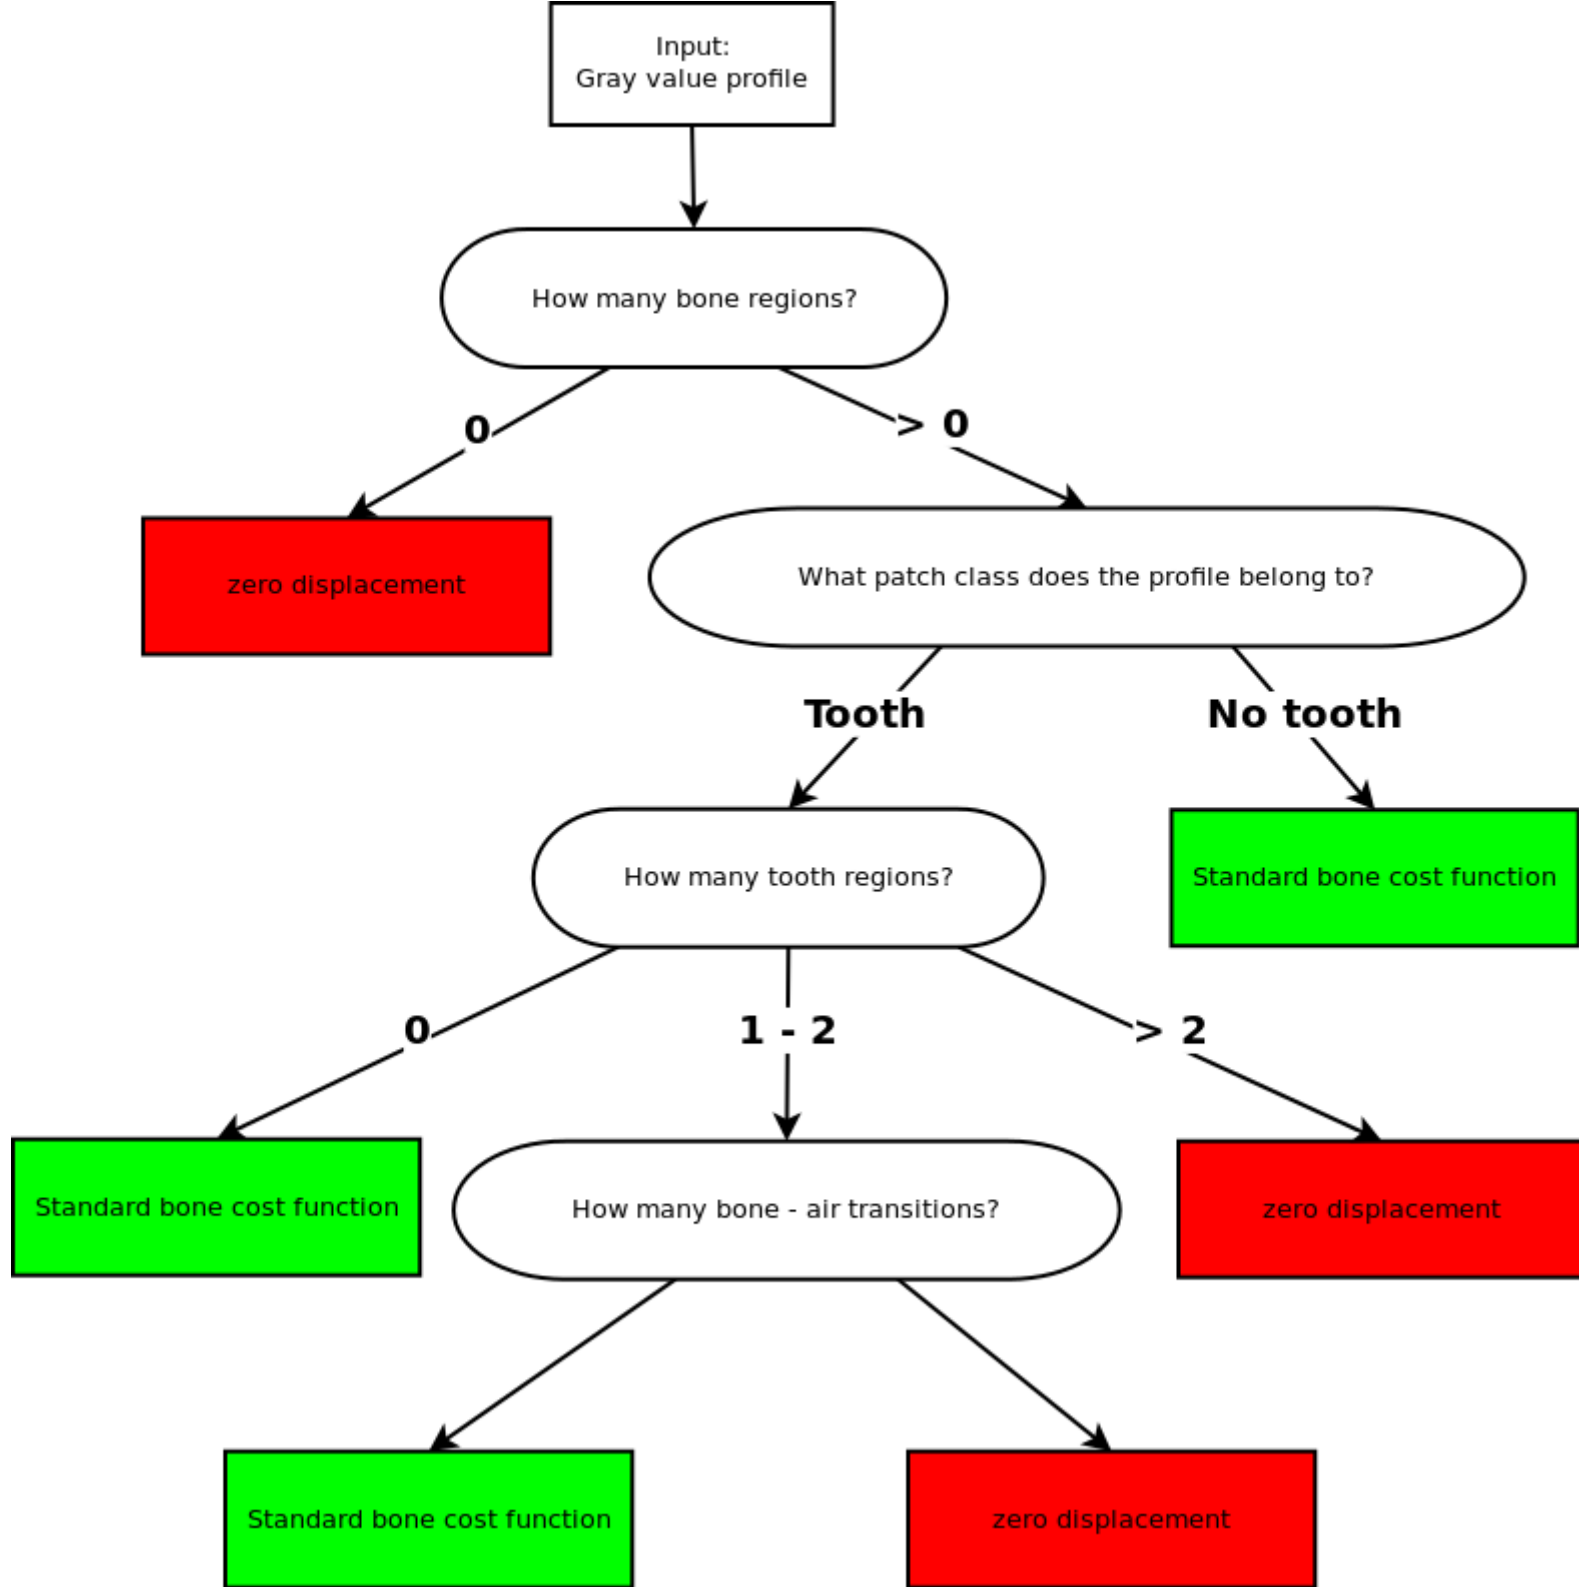 Input:
Gray value profile
How many bone regions?
0
> 0
zero displacement
What patch class does the profile belong to?
Tooth
No tooth
How many tooth regions?
Standard bone cost function
0
1 - 2
> 2
Standard bone cost function
How many bone - air transitions?
zero displacement
Standard bone cost function
zero displacement